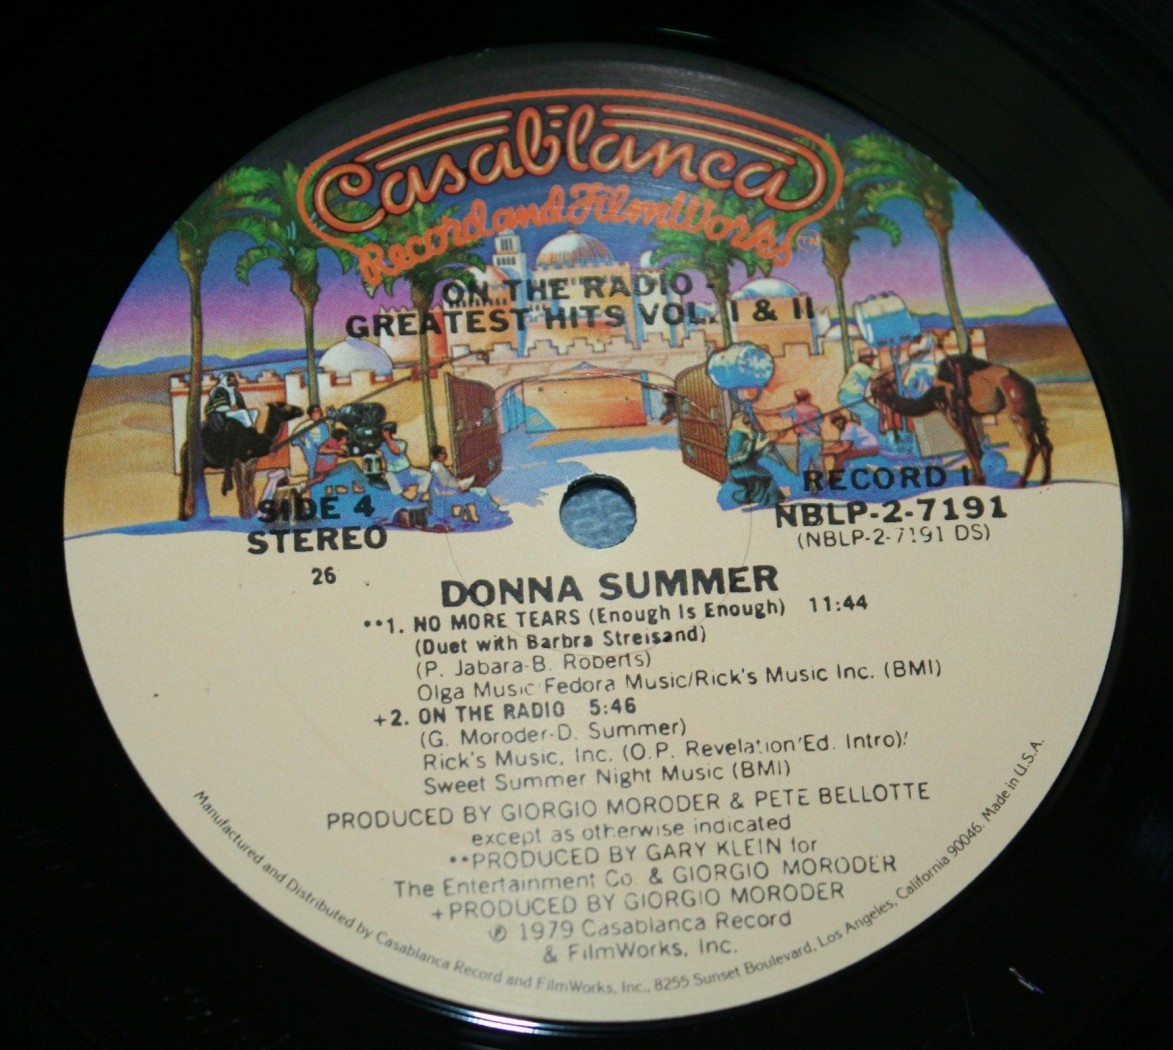 Casablanca
Record and FilmWorks TM
ON THE RADIO -
GREATEST HITS VOL. I & II
SIDE 4
STEREO
26
RECORD I
NBLP-2-7191
(NBLP-2-7191 DS)
DONNA SUMMER
**1. NO MORE TEARS (Enough Is Enough) 11:44
(Duet with Barbra Streisand)
(P. Jabara-B. Roberts)
Olga Music/Fedora Music/Rick's Music Inc. (BMI)
+2. ON THE RADIO 5:46
(G. Moroder-D. Summer)
Rick's Music, Inc. (O.P. Revelation/Ed. Intro)/
Sweet Summer Night Music (BMI)
PRODUCED BY GIORGIO MORODER & PETE BELLOTTE
except as otherwise indicated
**PRODUCED BY GARY KLEIN for
The Entertainment Co. & GIORGIO MORODER
+PRODUCED BY GIORGIO MORODER
℗ 1979 Casablanca Record
& FilmWorks, Inc.
Manufactured and Distributed by Casablanca Record and FilmWorks, Inc., 8255 Sunset Boulevard, Los Angeles, California 90046. Made in U.S.A.